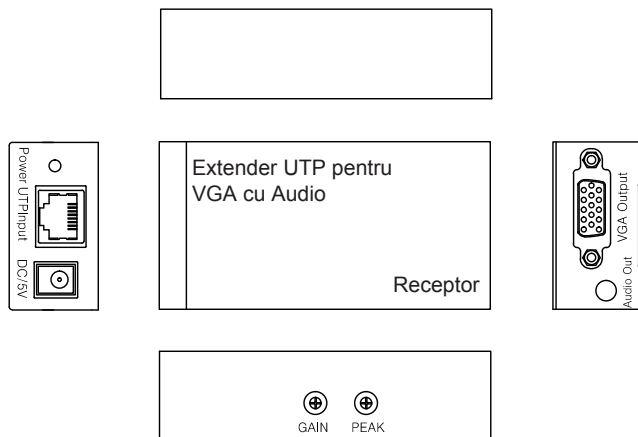 Power UTPInput
DC/5V
Extender UTP pentru
VGA cu Audio
Receptor
VGA Output
Audio Out
GAIN PEAK